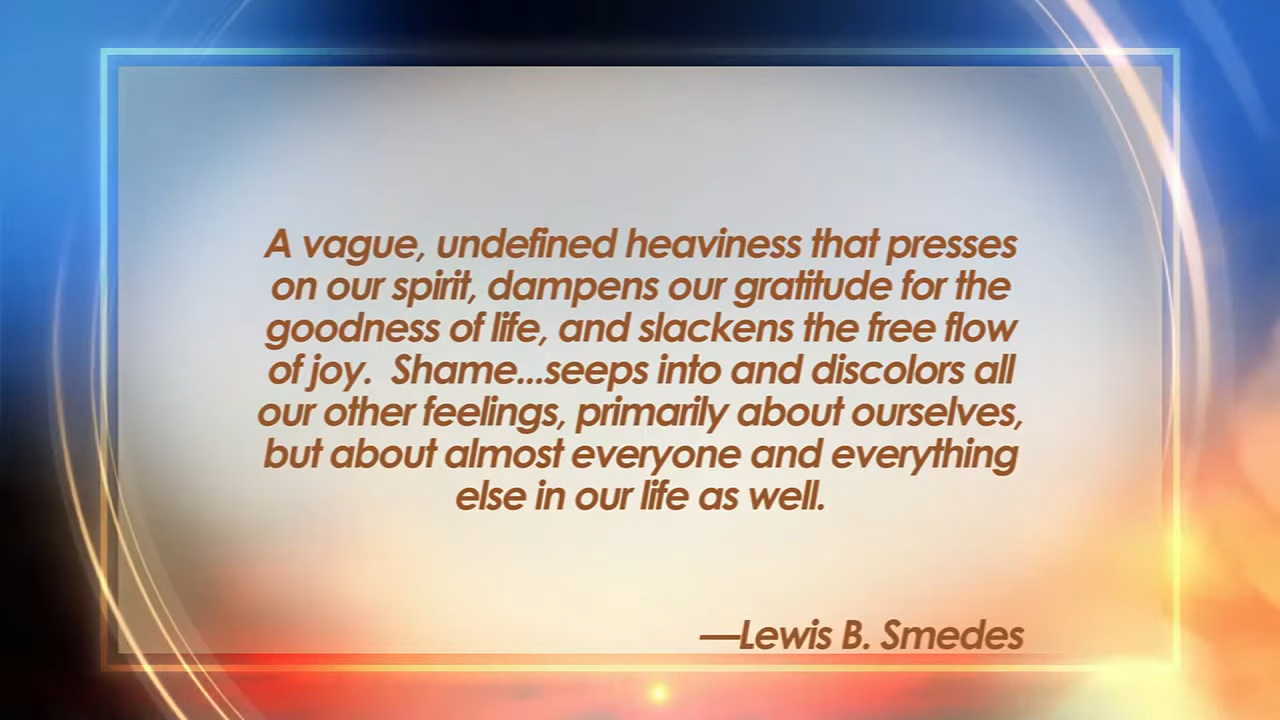 A vague, undefined heaviness that presses
on our spirit, dampens our gratitude for the
goodness of life, and slackens the free flow
of joy.  Shame...seeps into and discolors all
our other feelings, primarily about ourselves,
but about almost everyone and everything
else in our life as well.
—Lewis B. Smedes